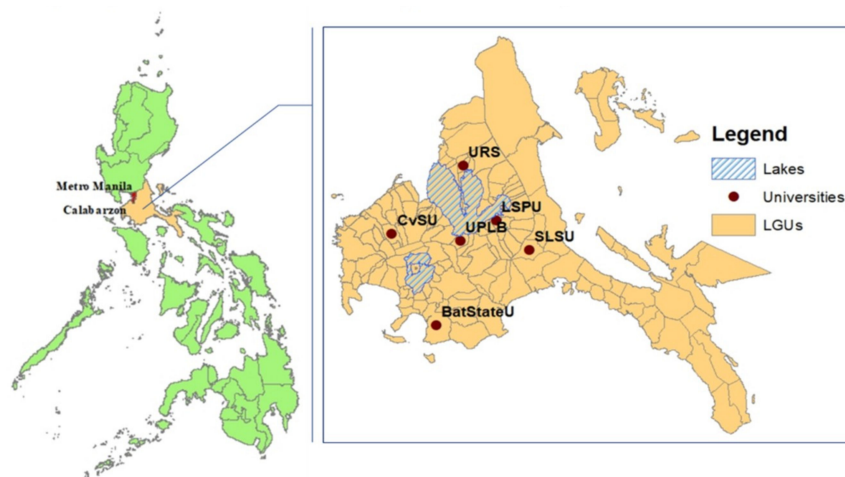 Metro Manila
Calabarzon
URS
LSPU
CvSU
UPLB
SLSU
BatStateU
Legend
Lakes
Universities
LGUs